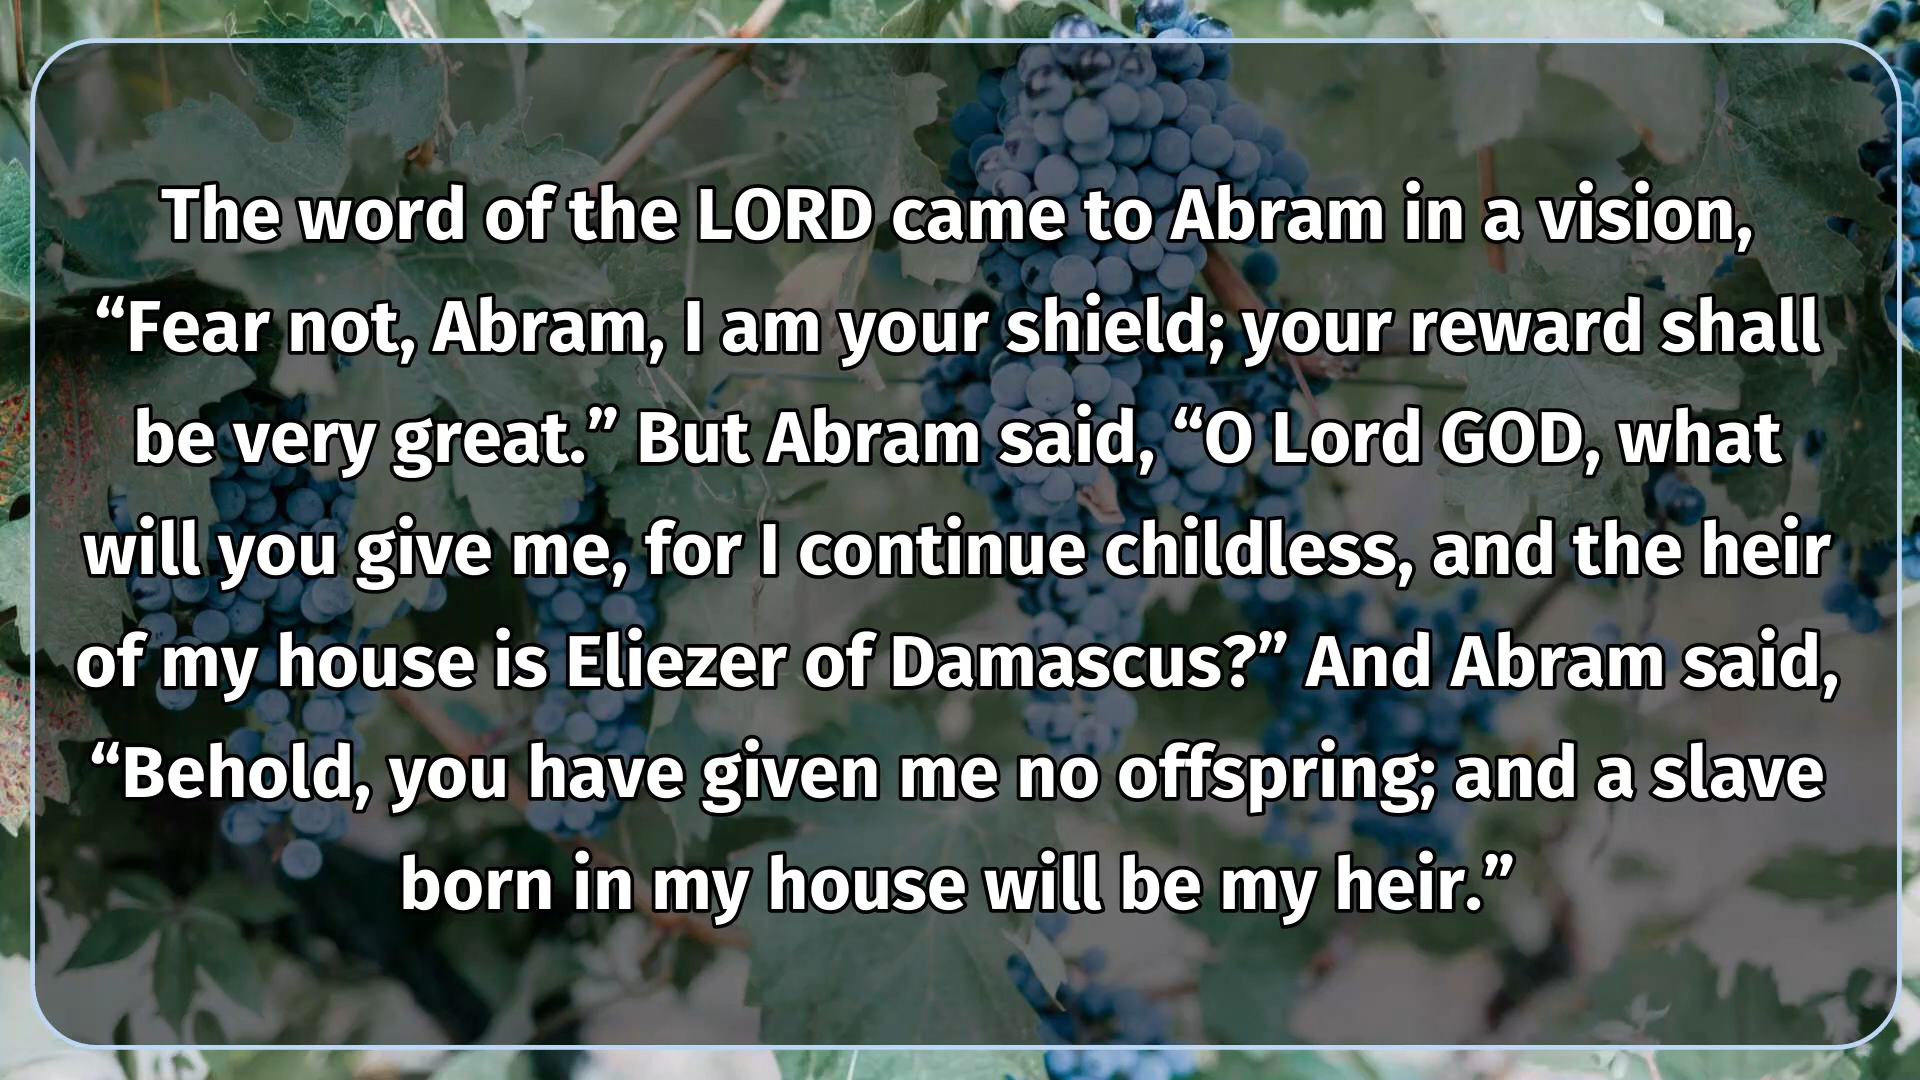 The word of the LORD came to Abram in a vision,
“Fear not, Abram, I am your shield; your reward shall
be very great.” But Abram said, “O Lord GOD, what
will you give me, for I continue childless, and the heir
of my house is Eliezer of Damascus?” And Abram said,
“Behold, you have given me no offspring; and a slave
born in my house will be my heir.”